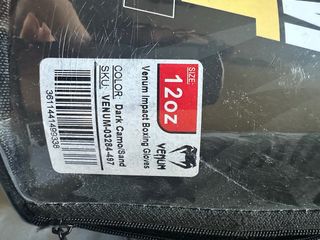 SIZE:
12oz
VENUM
Venum Impact Boxing Gloves
COLOR: Dark Camo/Sand
SKU: VENUM-03284-497